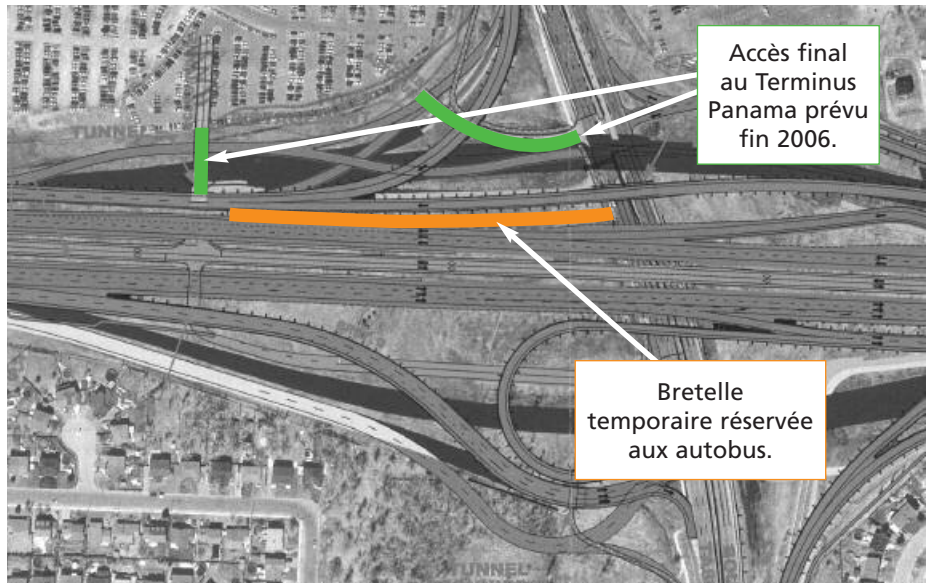 Accès final
au Terminus
Panama prévu
fin 2006.
TUNNEL
Bretelle
temporaire réservée
aux autobus.
TUNNEL